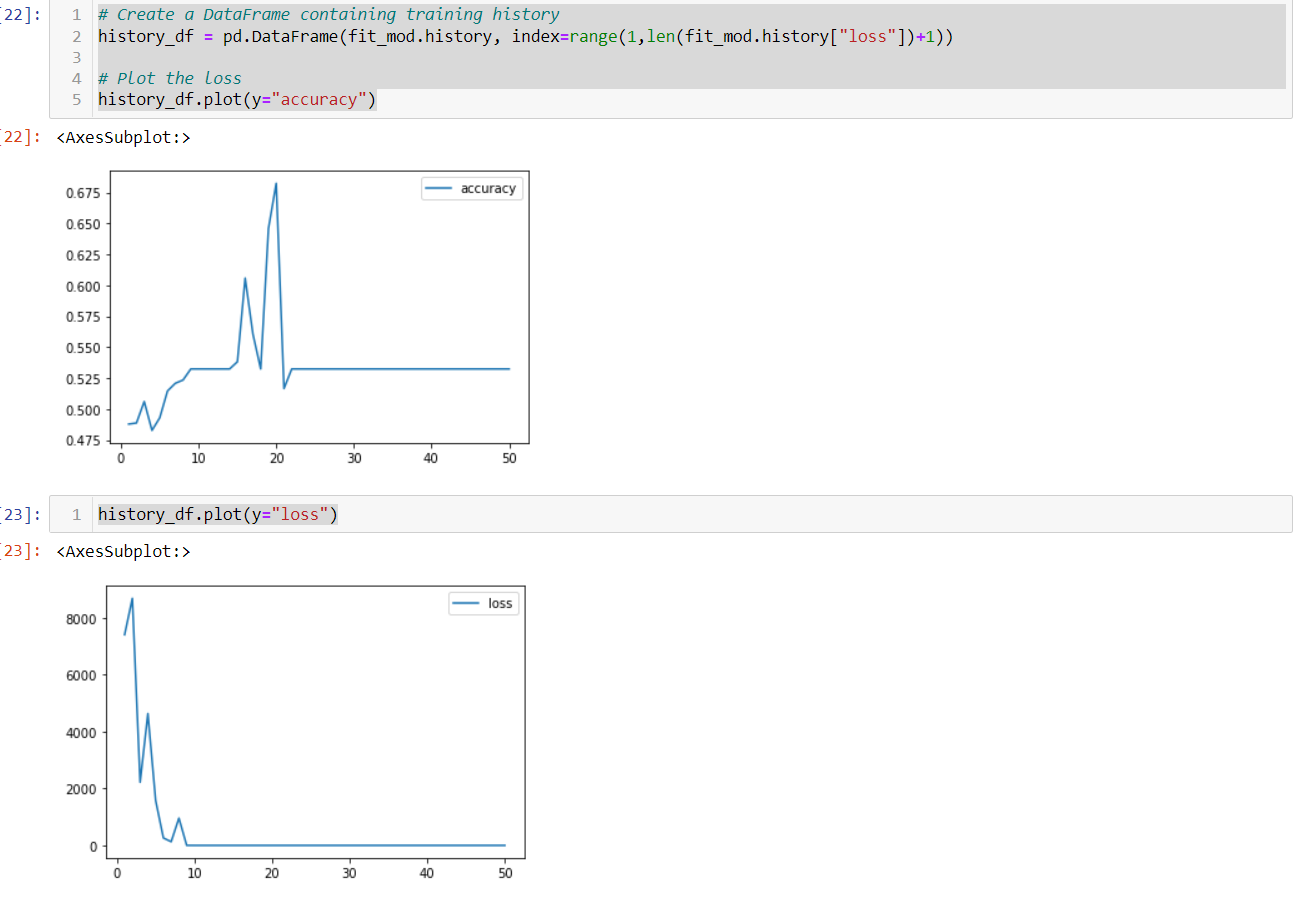 [22]: 1 # Create a DataFrame containing training history
2 history_df = pd.DataFrame(fit_mod.history, index=range(1,len(fit_mod.history["loss"])+1))
3
4 # Plot the loss
5 history_df.plot(y="accuracy")
[22]: <AxesSubplot:>
accuracy
0.675
0.650
0.625
0.600
0.575
0.550
0.525
0.500
0.475
0 10 20 30 40 50
[23]: 1 history_df.plot(y="loss")
[23]: <AxesSubplot:>
loss
8000
6000
4000
2000
0
0 10 20 30 40 50